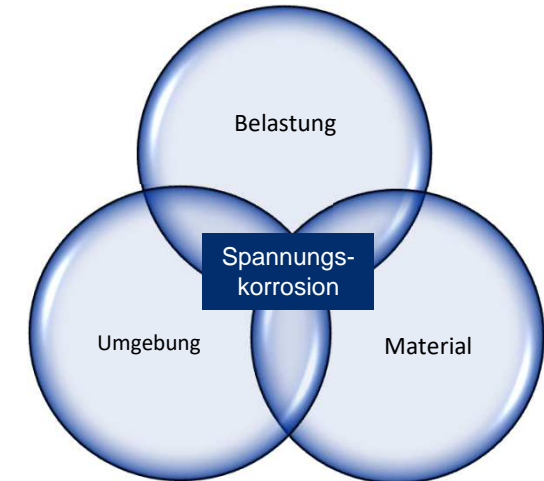 Belastung
Spannungs-
korrosion
Umgebung
Material